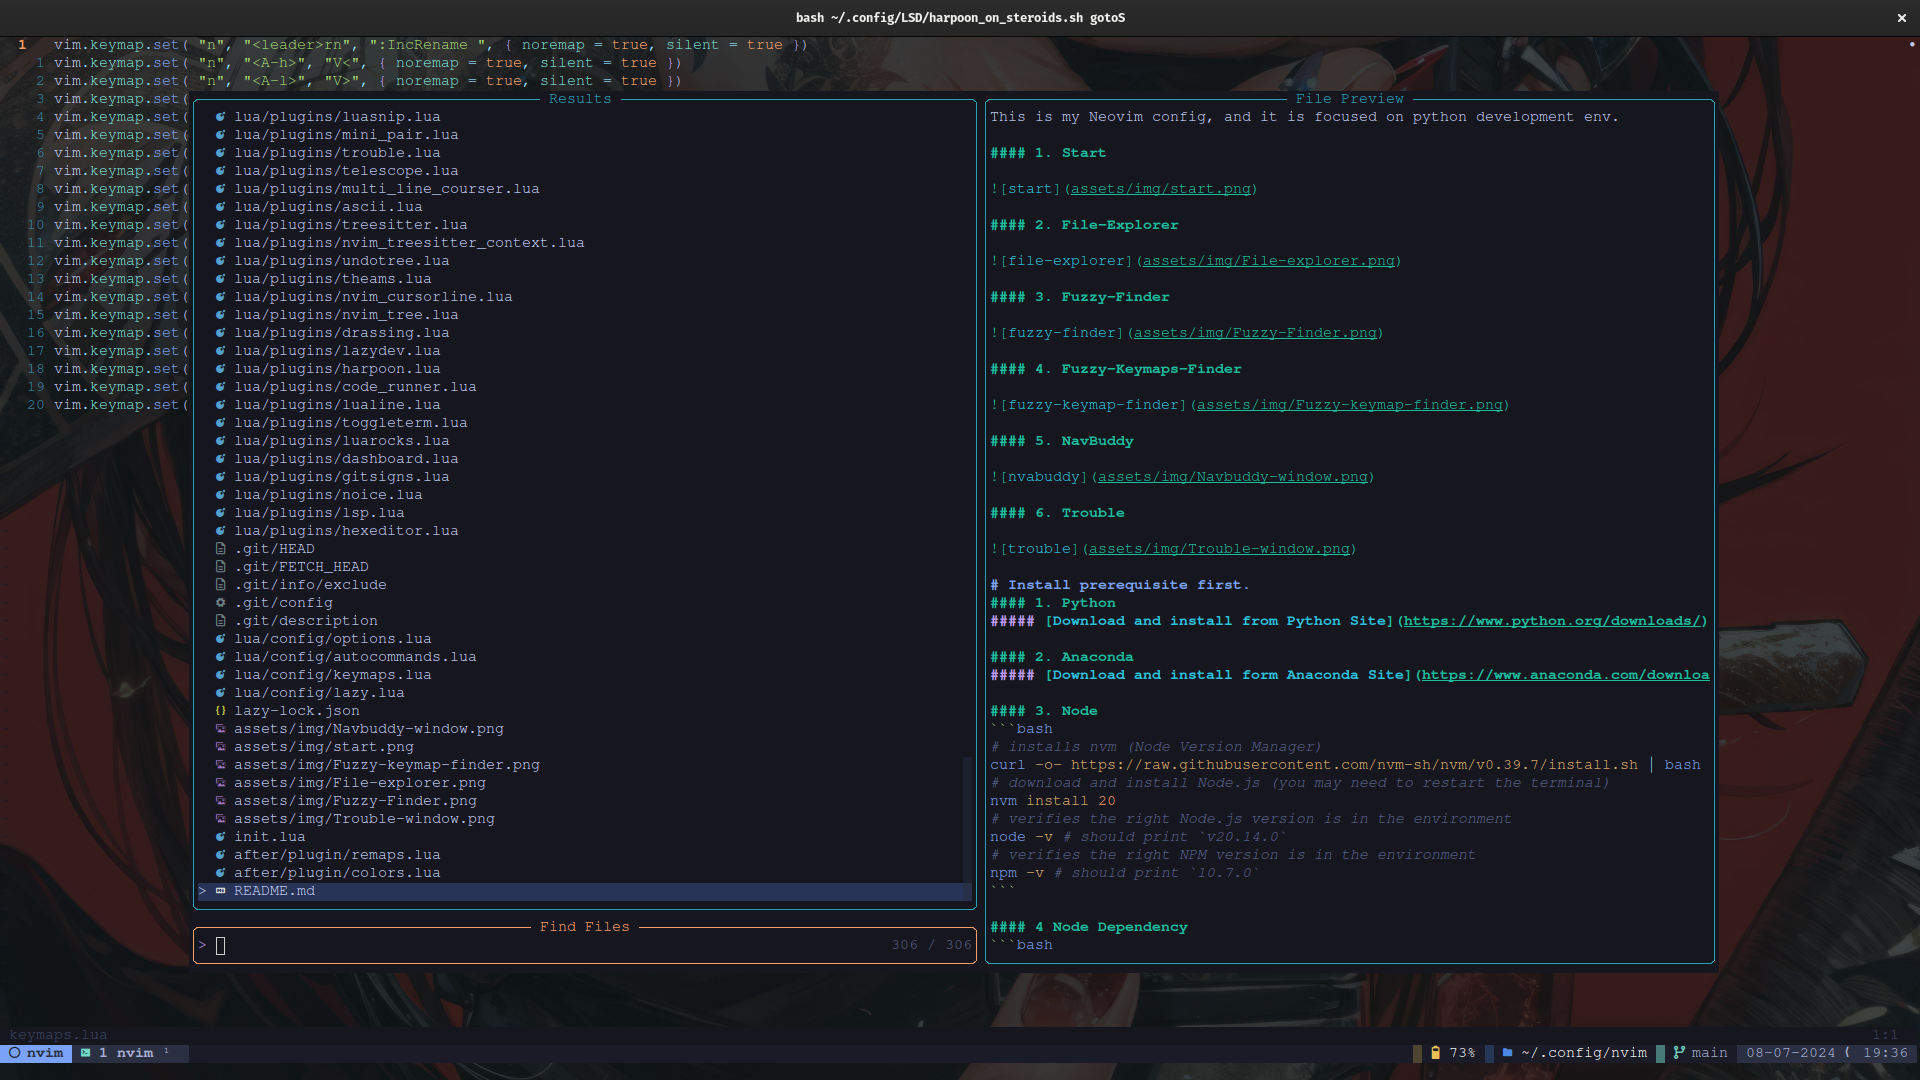 bash ~/.config/LSD/harpoon_on_steroids.sh gotoS
1 vim.keymap.set( "n", "<leader>rn", ":IncRename ", { noremap = true, silent = true })
1 vim.keymap.set( "n", "<A-h>", "V<", { noremap = true, silent = true })
2 vim.keymap.set( "n", "<A-l>", "V>", { noremap = true, silent = true })
3 vim.keymap.set(
4 vim.keymap.set(
5 vim.keymap.set(
6 vim.keymap.set(
7 vim.keymap.set(
8 vim.keymap.set(
9 vim.keymap.set(
10 vim.keymap.set(
11 vim.keymap.set(
12 vim.keymap.set(
13 vim.keymap.set(
14 vim.keymap.set(
15 vim.keymap.set(
16 vim.keymap.set(
17 vim.keymap.set(
18 vim.keymap.set(
19 vim.keymap.set(
20 vim.keymap.set(
Results
lua/plugins/luasnip.lua
lua/plugins/mini_pair.lua
lua/plugins/trouble.lua
lua/plugins/telescope.lua
lua/plugins/multi_line_courser.lua
lua/plugins/ascii.lua
lua/plugins/treesitter.lua
lua/plugins/nvim_treesitter_context.lua
lua/plugins/undotree.lua
lua/plugins/theams.lua
lua/plugins/nvim_cursorline.lua
lua/plugins/nvim_tree.lua
lua/plugins/drassing.lua
lua/plugins/lazydev.lua
lua/plugins/harpoon.lua
lua/plugins/code_runner.lua
lua/plugins/lualine.lua
lua/plugins/toggleterm.lua
lua/plugins/luarocks.lua
lua/plugins/dashboard.lua
lua/plugins/gitsigns.lua
lua/plugins/noice.lua
lua/plugins/lsp.lua
lua/plugins/hexeditor.lua
.git/HEAD
.git/FETCH_HEAD
.git/info/exclude
.git/config
.git/description
lua/config/options.lua
lua/config/autocommands.lua
lua/config/keymaps.lua
lua/config/lazy.lua
{} lazy-lock.json
assets/img/Navbuddy-window.png
assets/img/start.png
assets/img/Fuzzy-keymap-finder.png
assets/img/File-explorer.png
assets/img/Fuzzy-Finder.png
assets/img/Trouble-window.png
init.lua
after/plugin/remaps.lua
after/plugin/colors.lua
> README.md
Find Files
> 306 / 306
File Preview
This is my Neovim config, and it is focused on python development env.
#### 1. Start
![start](assets/img/start.png)
#### 2. File-Explorer
![file-explorer](assets/img/File-explorer.png)
#### 3. Fuzzy-Finder
![fuzzy-finder](assets/img/Fuzzy-Finder.png)
#### 4. Fuzzy-Keymaps-Finder
![fuzzy-keymap-finder](assets/img/Fuzzy-keymap-finder.png)
#### 5. NavBuddy
![nvabuddy](assets/img/Navbuddy-window.png)
#### 6. Trouble
![trouble](assets/img/Trouble-window.png)
# Install prerequisite first.
#### 1. Python
##### [Download and install from Python Site](https://www.python.org/downloads/)
#### 2. Anaconda
##### [Download and install form Anaconda Site](https://www.anaconda.com/downloa
#### 3. Node
```bash
# installs nvm (Node Version Manager)
curl -o- https://raw.githubusercontent.com/nvm-sh/nvm/v0.39.7/install.sh | bash
# download and install Node.js (you may need to restart the terminal)
nvm install 20
# verifies the right Node.js version is in the environment
node -v # should print `v20.14.0`
# verifies the right NPM version is in the environment
npm -v # should print `10.7.0`
```
#### 4 Node Dependency
```bash
keymaps.lua 1:1
nvim 1 nvim 1 73% ~/.config/nvim main 08-07-2024 ( 19:36